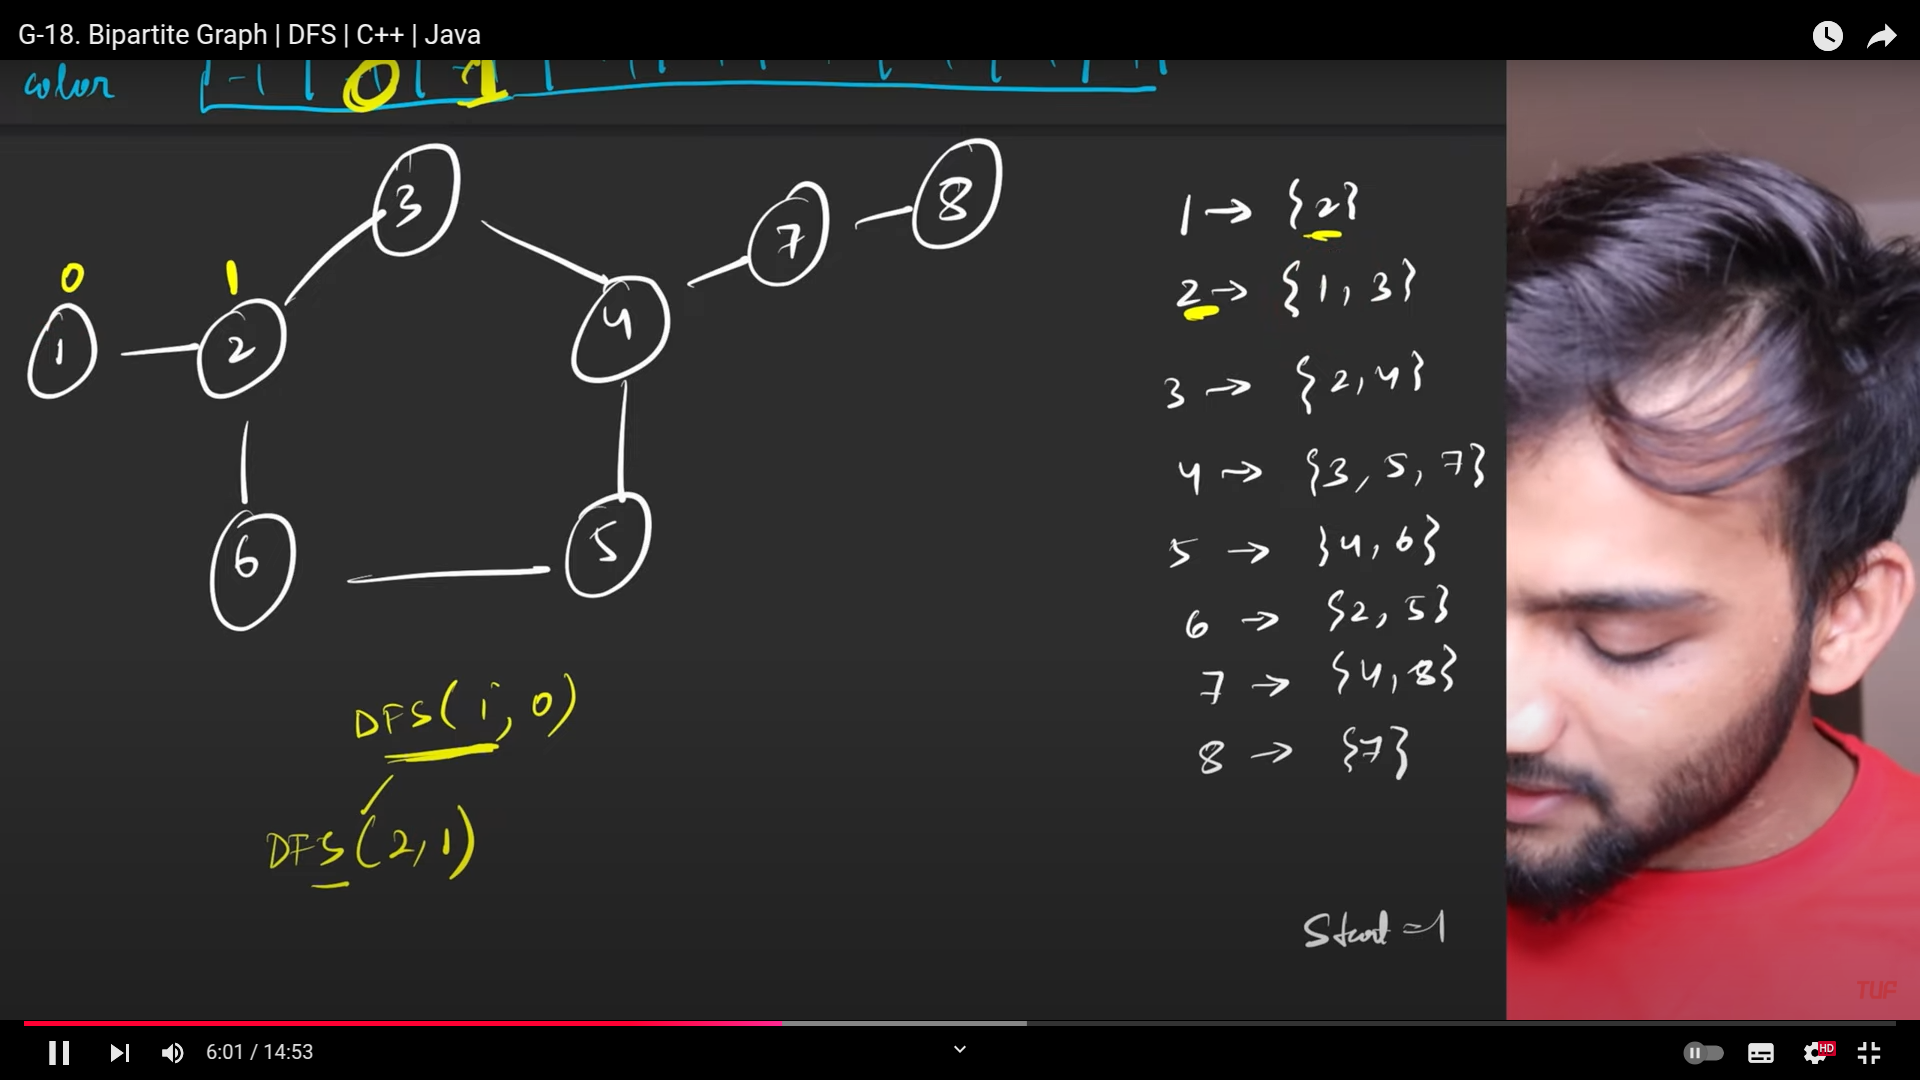 G-18. Bipartite Graph | DFS | C++ | Java
color -1 0 1
3
8
7
0
1
4
1
2
6
5
1 → {2}
2 → {1, 3}
3 → {2, 4}
4 → {3, 5, 7}
5 → {4, 6}
6 → {2, 5}
7 → {4, 8}
8 → {7}
DFS(1, 0)
DFS(2, 1)
Start = 1
TUF
6:01 / 14:53
HD